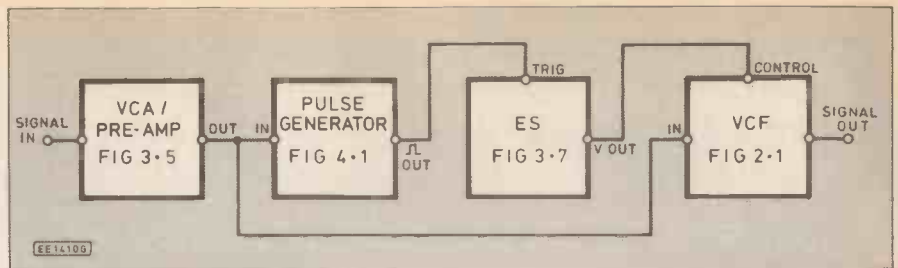 VCA /
PRE-AMP
FIG 3·5
SIGNAL
IN
OUT
IN
PULSE
GENERATOR
FIG 4·1
OUT
TRIG
ES
FIG 3·7
V OUT
CONTROL
IN
VCF
FIG 2·1
SIGNAL
OUT
EE1410G